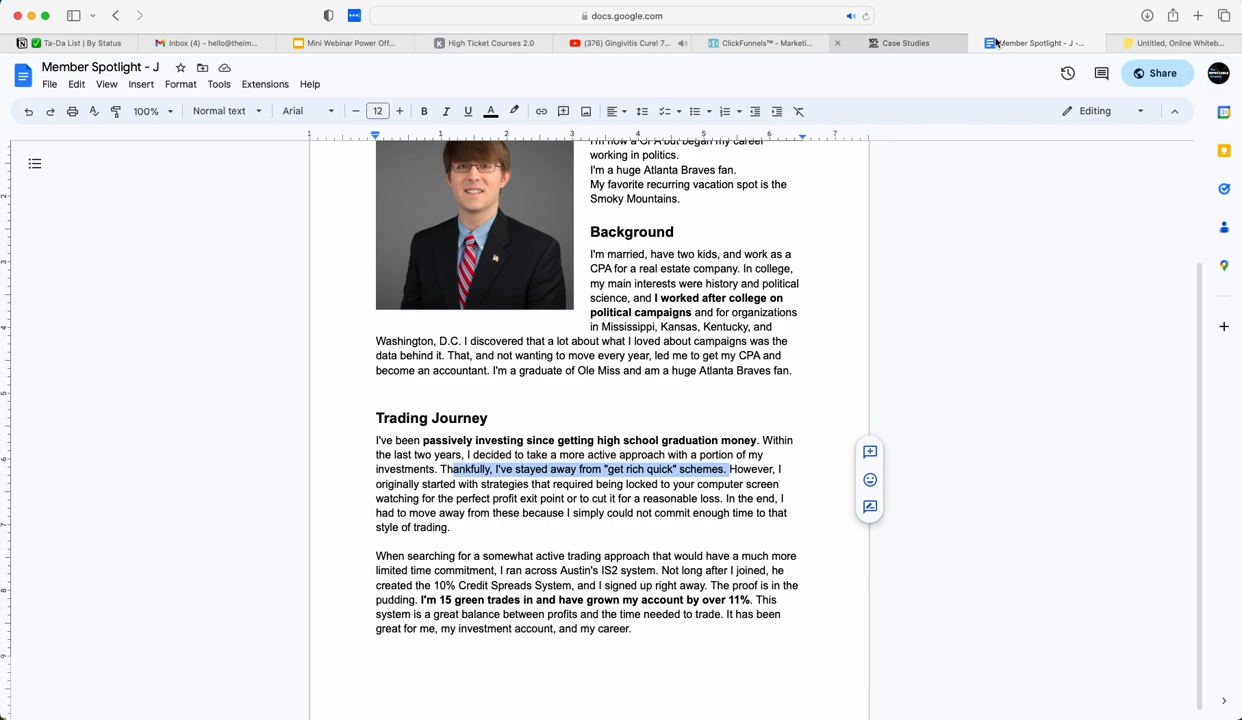 docs.google.com
Ta-Da List | By Status
Inbox (4) - hello@theim...
Mini Webinar Power Off...
High Ticket Courses 2.0
(376) Gingivitis Cure! 7...
ClickFunnels™ - Marketi...
Case Studies
Member Spotlight - J -...
Untitled, Online Whiteb...
Member Spotlight - J
File Edit View Insert Format Tools Extensions Help
Share
100% Normal text Arial 12 B I U A Editing
1 1 2 3 4 5 6 7
I'm now a CPA but began my career
working in politics.
I'm a huge Atlanta Braves fan.
My favorite recurring vacation spot is the
Smoky Mountains.
Background
I'm married, have two kids, and work as a
CPA for a real estate company. In college,
my main interests were history and political
science, and I worked after college on
political campaigns and for organizations
in Mississippi, Kansas, Kentucky, and
Washington, D.C. I discovered that a lot about what I loved about campaigns was the
data behind it. That, and not wanting to move every year, led me to get my CPA and
become an accountant. I'm a graduate of Ole Miss and am a huge Atlanta Braves fan.
Trading Journey
I've been passively investing since getting high school graduation money. Within
the last two years, I decided to take a more active approach with a portion of my
investments. Thankfully, I've stayed away from "get rich quick" schemes. However, I
originally started with strategies that required being locked to your computer screen
watching for the perfect profit exit point or to cut it for a reasonable loss. In the end, I
had to move away from these because I simply could not commit enough time to that
style of trading.
When searching for a somewhat active trading approach that would have a much more
limited time commitment, I ran across Austin's IS2 system. Not long after I joined, he
created the 10% Credit Spreads System, and I signed up right away. The proof is in the
pudding. I'm 15 green trades in and have grown my account by over 11%. This
system is a great balance between profits and the time needed to trade. It has been
great for me, my investment account, and my career.